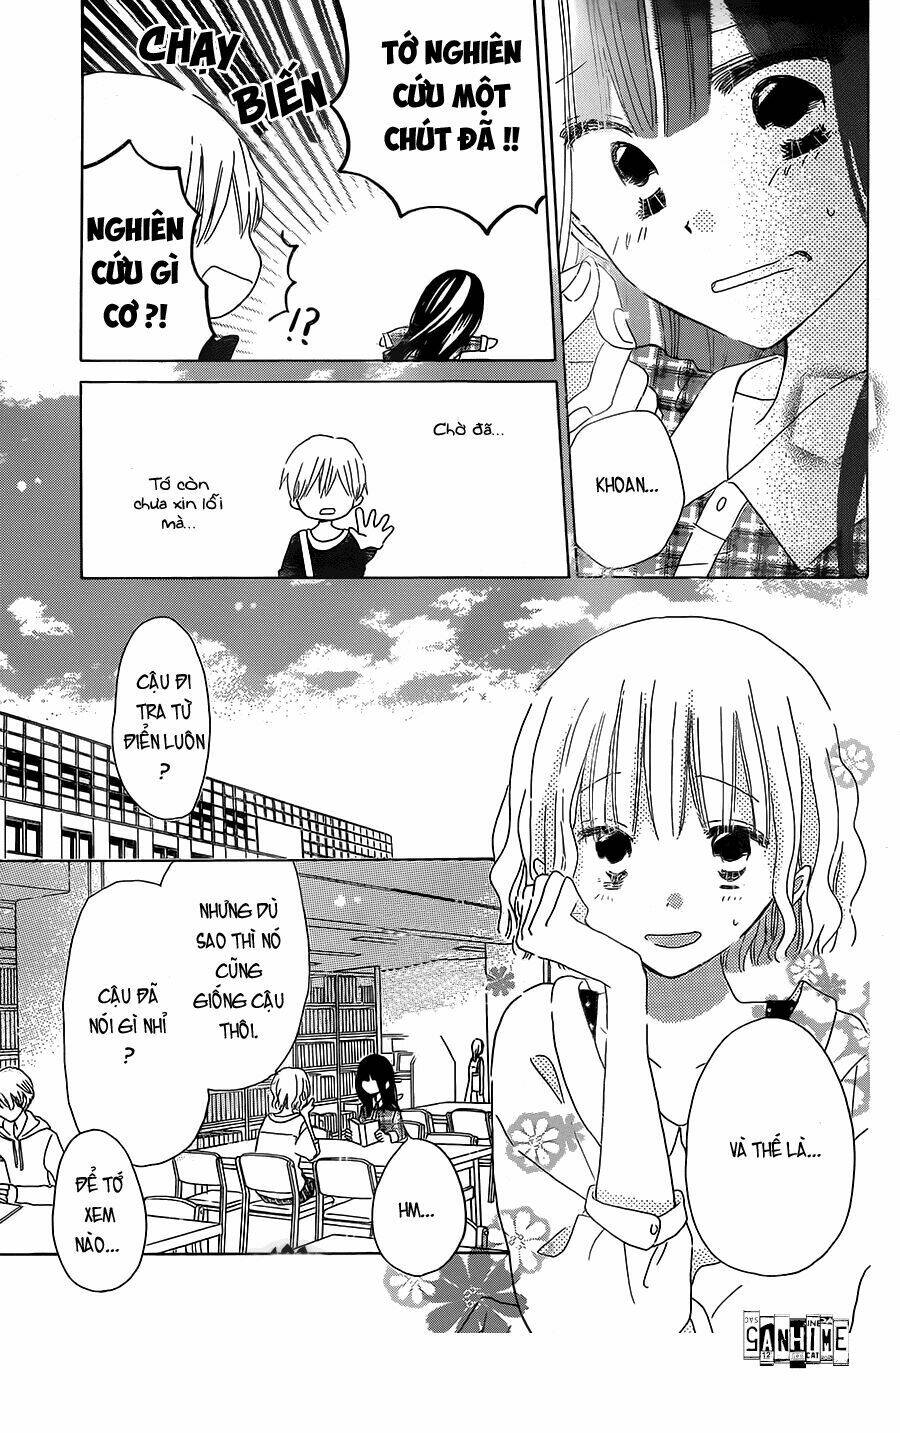 KHOAN...
TỚ NGHIÊN
CỨU MỘT
CHÚT ĐÃ !!
CHẠY
BIẾN
NGHIÊN
CỨU GÌ
CƠ ?!
!?
Chờ đã...
Tớ còn
chưa xin lỗi
mà...
CẬU ĐI
TRA TỪ
ĐIỂN LUÔN
?
VÀ THẾ LÀ...
NHƯNG DÙ
SAO THÌ NÓ
CŨNG
GIỐNG CẬU
THÔI.
CẬU ĐÃ
NÓI GÌ NHỈ
?
HM...
ĐỂ TỚ
XEM
NÀO...
SANHIME